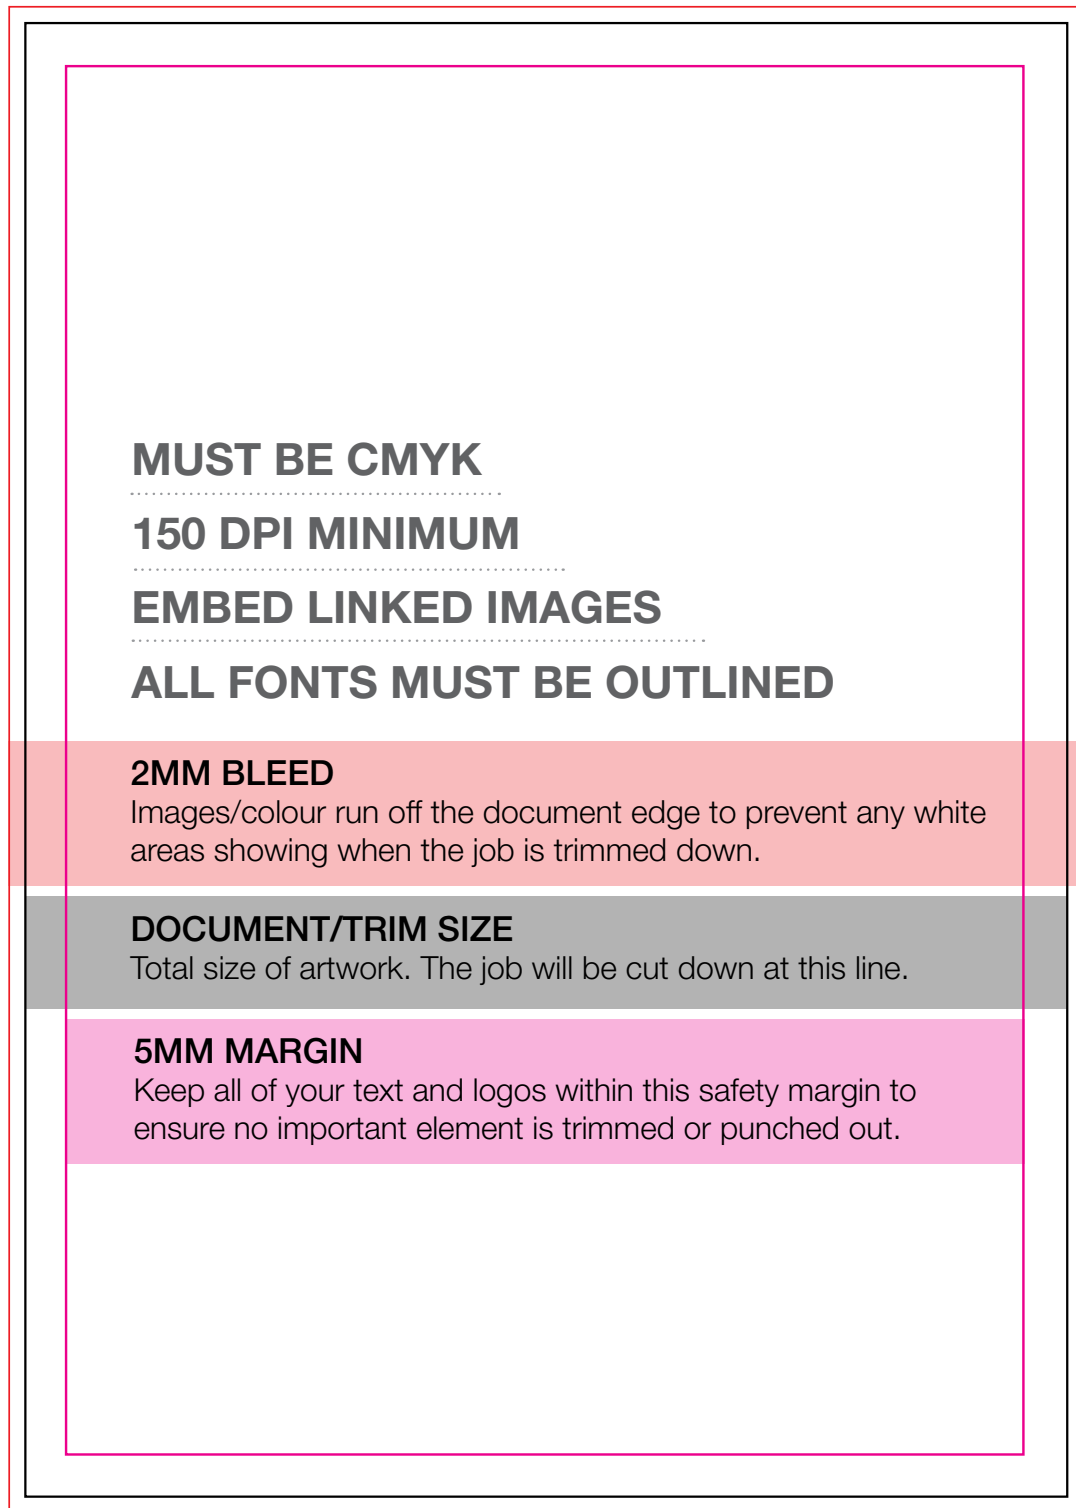 MUST BE CMYK
150 DPI MINIMUM
EMBED LINKED IMAGES
ALL FONTS MUST BE OUTLINED
2MM BLEED
Images/colour run off the document edge to prevent any white
areas showing when the job is trimmed down.
DOCUMENT/TRIM SIZE
Total size of artwork. The job will be cut down at this line.
5MM MARGIN
Keep all of your text and logos within this safety margin to
ensure no important element is trimmed or punched out.